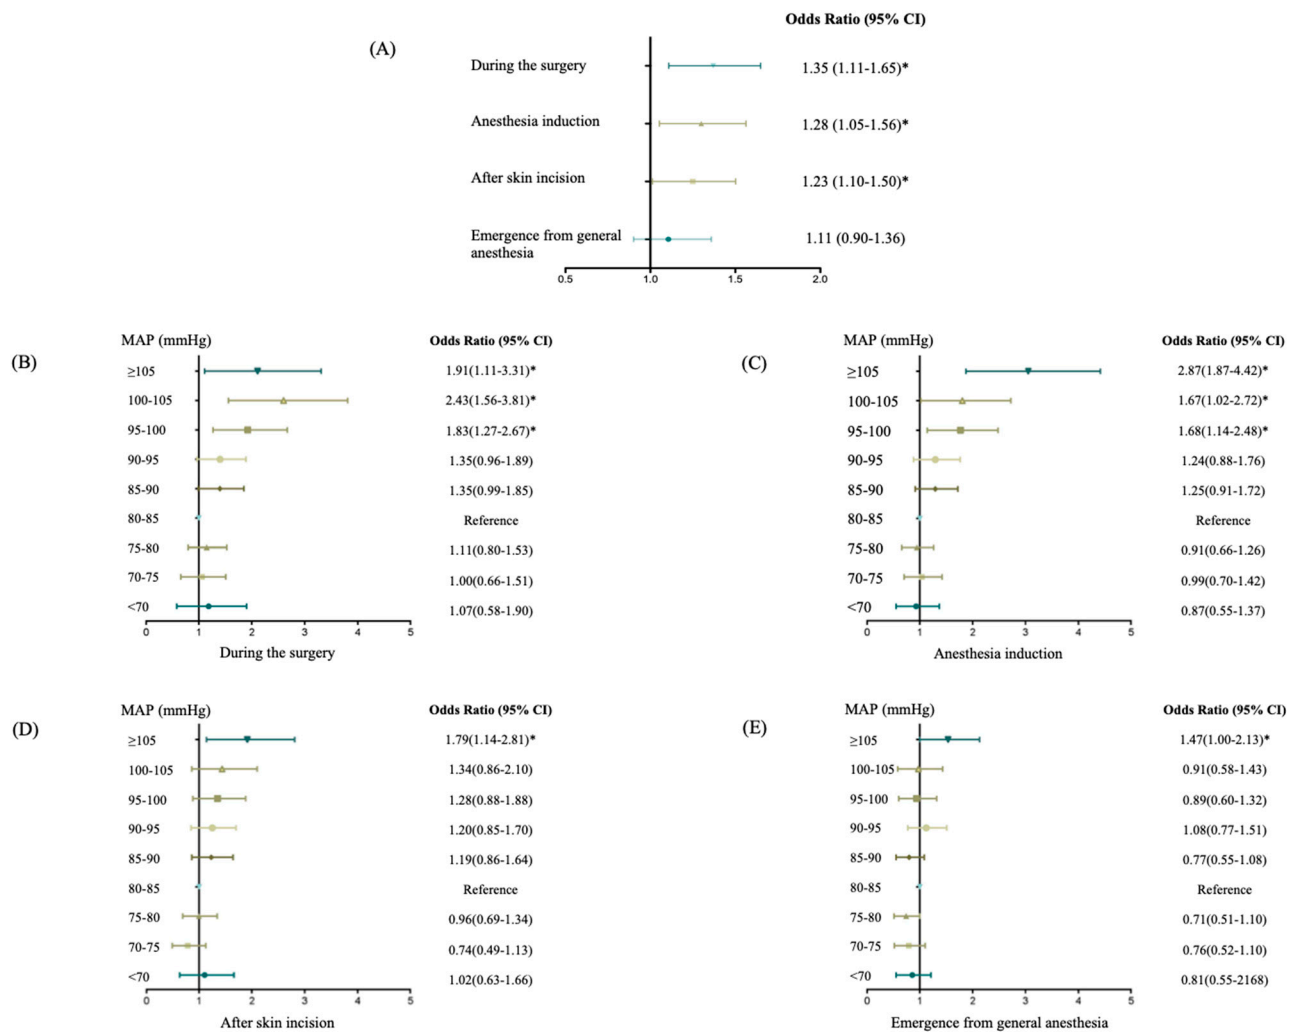 Odds Ratio (95% CI)
(A)
During the surgery 1.35 (1.11-1.65)*
Anesthesia induction 1.28 (1.05-1.56)*
After skin incision 1.23 (1.10-1.50)*
Emergence from general
anesthesia 1.11 (0.90-1.36)
0.5 1.0 1.5 2.0
(B)
MAP (mmHg) Odds Ratio (95% CI)
≥105 1.91(1.11-3.31)*
100-105 2.43(1.56-3.81)*
95-100 1.83(1.27-2.67)*
90-95 1.35(0.96-1.89)
85-90 1.35(0.99-1.85)
80-85 Reference
75-80 1.11(0.80-1.53)
70-75 1.00(0.66-1.51)
<70 1.07(0.58-1.90)
0 1 2 3 4 5
During the surgery
(C)
MAP (mmHg) Odds Ratio (95% CI)
≥105 2.87(1.87-4.42)*
100-105 1.67(1.02-2.72)*
95-100 1.68(1.14-2.48)*
90-95 1.24(0.88-1.76)
85-90 1.25(0.91-1.72)
80-85 Reference
75-80 0.91(0.66-1.26)
70-75 0.99(0.70-1.42)
<70 0.87(0.55-1.37)
0 1 2 3 4 5
Anesthesia induction
(D)
MAP (mmHg) Odds Ratio (95% CI)
≥105 1.79(1.14-2.81)*
100-105 1.34(0.86-2.10)
95-100 1.28(0.88-1.88)
90-95 1.20(0.85-1.70)
85-90 1.19(0.86-1.64)
80-85 Reference
75-80 0.96(0.69-1.34)
70-75 0.74(0.49-1.13)
<70 1.02(0.63-1.66)
0 1 2 3 4 5
After skin incision
(E)
MAP (mmHg) Odds Ratio (95% CI)
≥105 1.47(1.00-2.13)*
100-105 0.91(0.58-1.43)
95-100 0.89(0.60-1.32)
90-95 1.08(0.77-1.51)
85-90 0.77(0.55-1.08)
80-85 Reference
75-80 0.71(0.51-1.10)
70-75 0.76(0.52-1.10)
<70 0.81(0.55-2168)
0 1 2 3 4 5
Emergence from general anesthesia